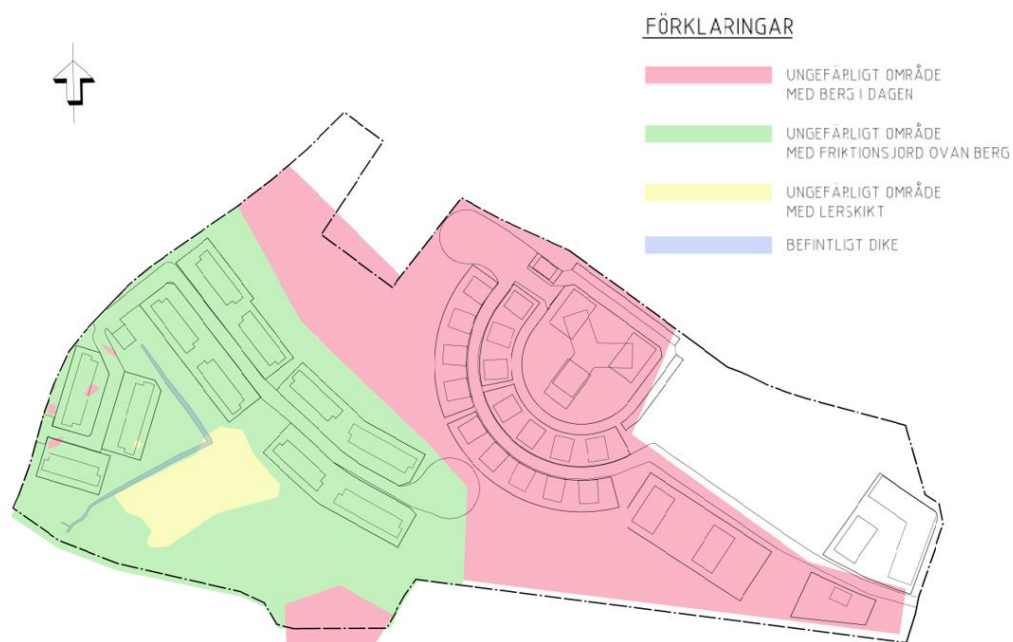 FÖRKLARINGAR
UNGEFÄRLIGT OMRÅDE
MED BERG I DAGEN
UNGEFÄRLIGT OMRÅDE
MED FRIKTIONSJORD OVAN BERG
UNGEFÄRLIGT OMRÅDE
MED LERSKIKT
BEFINTLIGT DIKE